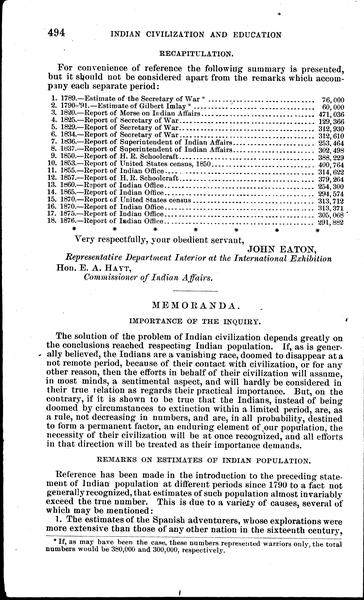 494 INDIAN CIVILIZATION AND EDUCATION
RECAPITULATION.
For convenience of reference the following summary is presented,
but it should not be considered apart from the remarks which accom-
pany each separate period:
1. 1789.—Estimate of the Secretary of War * 76,000
2. 1790-'91.—Estimate of Gilbert Imlay * 60,000
3. 1820.—Report of Morse on Indian Affairs 471,036
4. 1825.—Report of Secretary of War 129,366
5. 1829.—Report of Secretary of War 312,930
6. 1834.—Report of Secretary of War 312,610
7. 1836.—Report of Superintendent of Indian Affairs 253,464
8. 1837.—Report of Superintendent of Indian Affairs 302,498
9. 1850.—Report of H. R. Schoolcraft 388,229
10. 1853.—Report of United States census, 1850 400,764
11. 1855.—Report of Indian Office 314,622
12. 1857.—Report of H. R. Schoolcraft 379,264
13. 1860.—Report of Indian Office 254,300
14. 1865.—Report of Indian Office 294,574
15. 1870.—Report of United States census 313,712
16. 1870.—Report of Indian Office 313,371
17. 1875.—Report of Indian Office 305,068
18. 1876.—Report of Indian Office 291,882
* * * * * * *
Very respectfully, your obedient servant,
JOHN EATON,
Representative Department Interior at the International Exhibition
Hon. E. A. HAYT,
Commissioner of Indian Affairs.
MEMORANDA.
IMPORTANCE OF THE INQUIRY.
The solution of the problem of Indian civilization depends greatly on
the conclusions reached respecting Indian population. If, as is gener-
ally believed, the Indians are a vanishing race, doomed to disappear at a
not remote period, because of their contact with civilization, or for any
other reason, then the efforts in behalf of their civilization will assume,
in most minds, a sentimental aspect, and will hardly be considered in
their true relation as regards their practical importance. But, on the
contrary, if it is shown to be true that the Indians, instead of being
doomed by circumstances to extinction within a limited period, are, as
a rule, not decreasing in numbers, and are, in all probability, destined
to form a permanent factor, an enduring element of our population, the
necessity of their civilization will be at once recognized, and all efforts
in that direction will be treated as their importance demands.
REMARKS ON ESTIMATES OF INDIAN POPULATION.
Reference has been made in the introduction to the preceding state-
ment of Indian population at different periods since 1790 to a fact not
generally recognized, that estimates of such population almost invariably
exceed the true number. This is due to a variety of causes, several of
which may be mentioned:
1. The estimates of the Spanish adventurers, whose explorations were
more extensive than those of any other nation in the sixteenth century,
* If, as may have been the case, these numbers represented warriors only, the total
numbers would be 380,000 and 300,000, respectively.